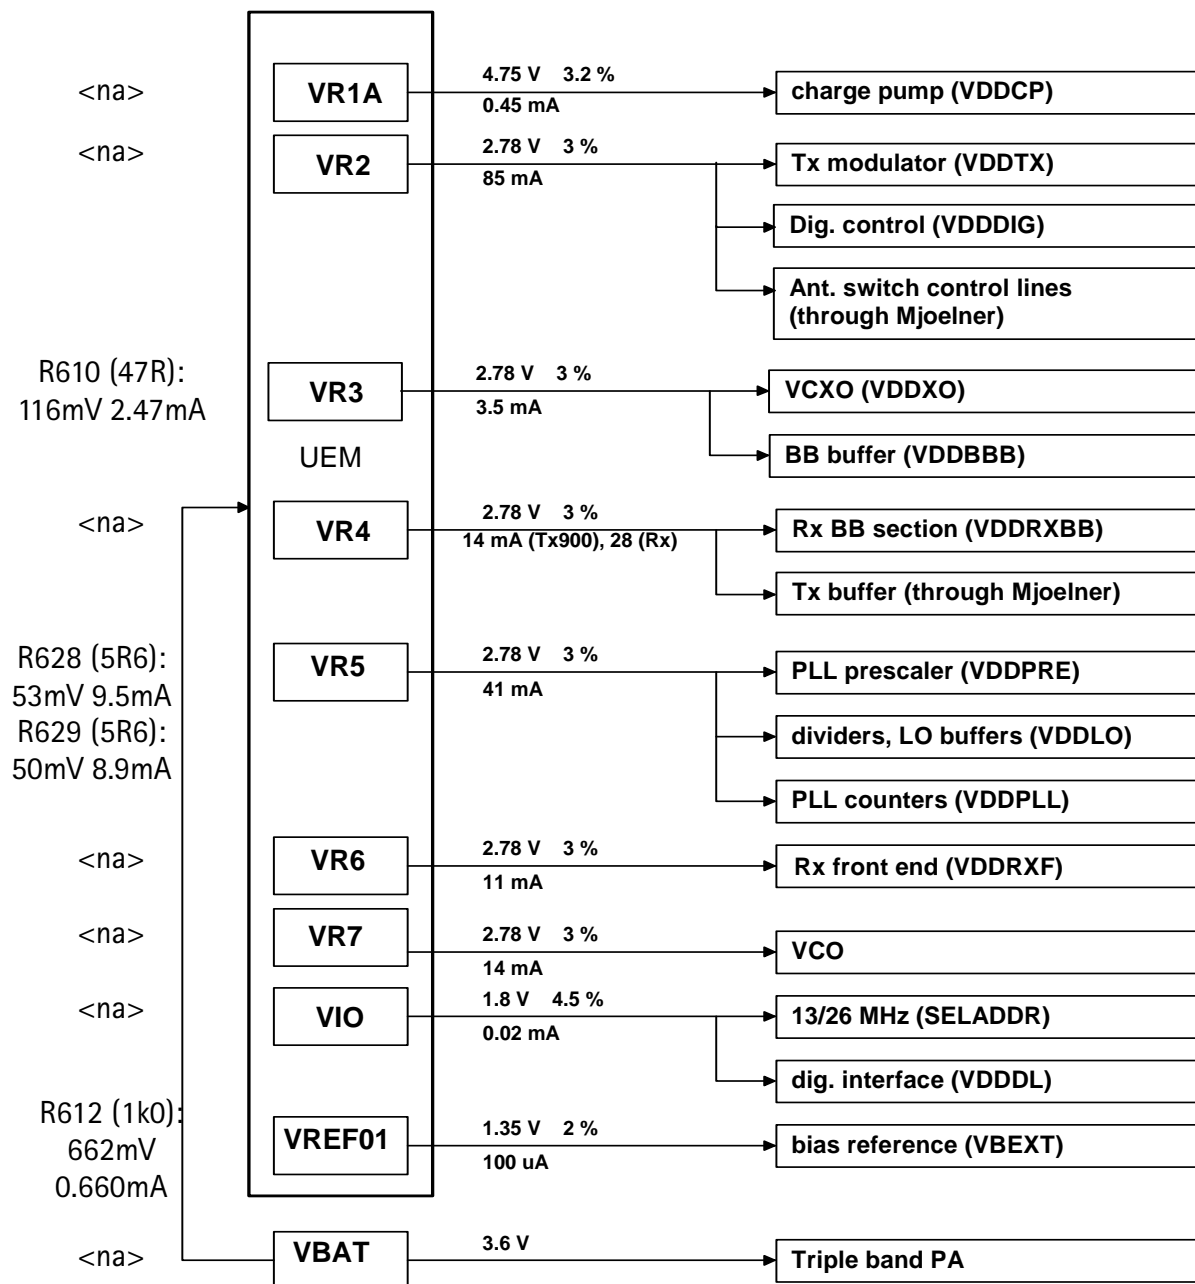 <na>
VR1A
4.75 V 3.2 %
0.45 mA
charge pump (VDDCP)
<na>
VR2
2.78 V 3 %
85 mA
Tx modulator (VDDTX)
Dig. control (VDDDIG)
Ant. switch control lines
(through Mjoelner)
R610 (47R):
116mV 2.47mA
VR3
2.78 V 3 %
3.5 mA
VCXO (VDDXO)
BB buffer (VDDBBB)
UEM
<na>
VR4
2.78 V 3 %
14 mA (Tx900), 28 (Rx)
Rx BB section (VDDRXBB)
Tx buffer (through Mjoelner)
R628 (5R6):
53mV 9.5mA
R629 (5R6):
50mV 8.9mA
VR5
2.78 V 3 %
41 mA
PLL prescaler (VDDPRE)
dividers, LO buffers (VDDLO)
PLL counters (VDDPLL)
<na>
VR6
2.78 V 3 %
11 mA
Rx front end (VDDRXF)
<na>
VR7
2.78 V 3 %
14 mA
VCO
<na>
VIO
1.8 V 4.5 %
0.02 mA
13/26 MHz (SELADDR)
dig. interface (VDDDL)
R612 (1k0):
662mV
0.660mA
VREF01
1.35 V 2 %
100 uA
bias reference (VBEXT)
<na>
VBAT
3.6 V
Triple band PA